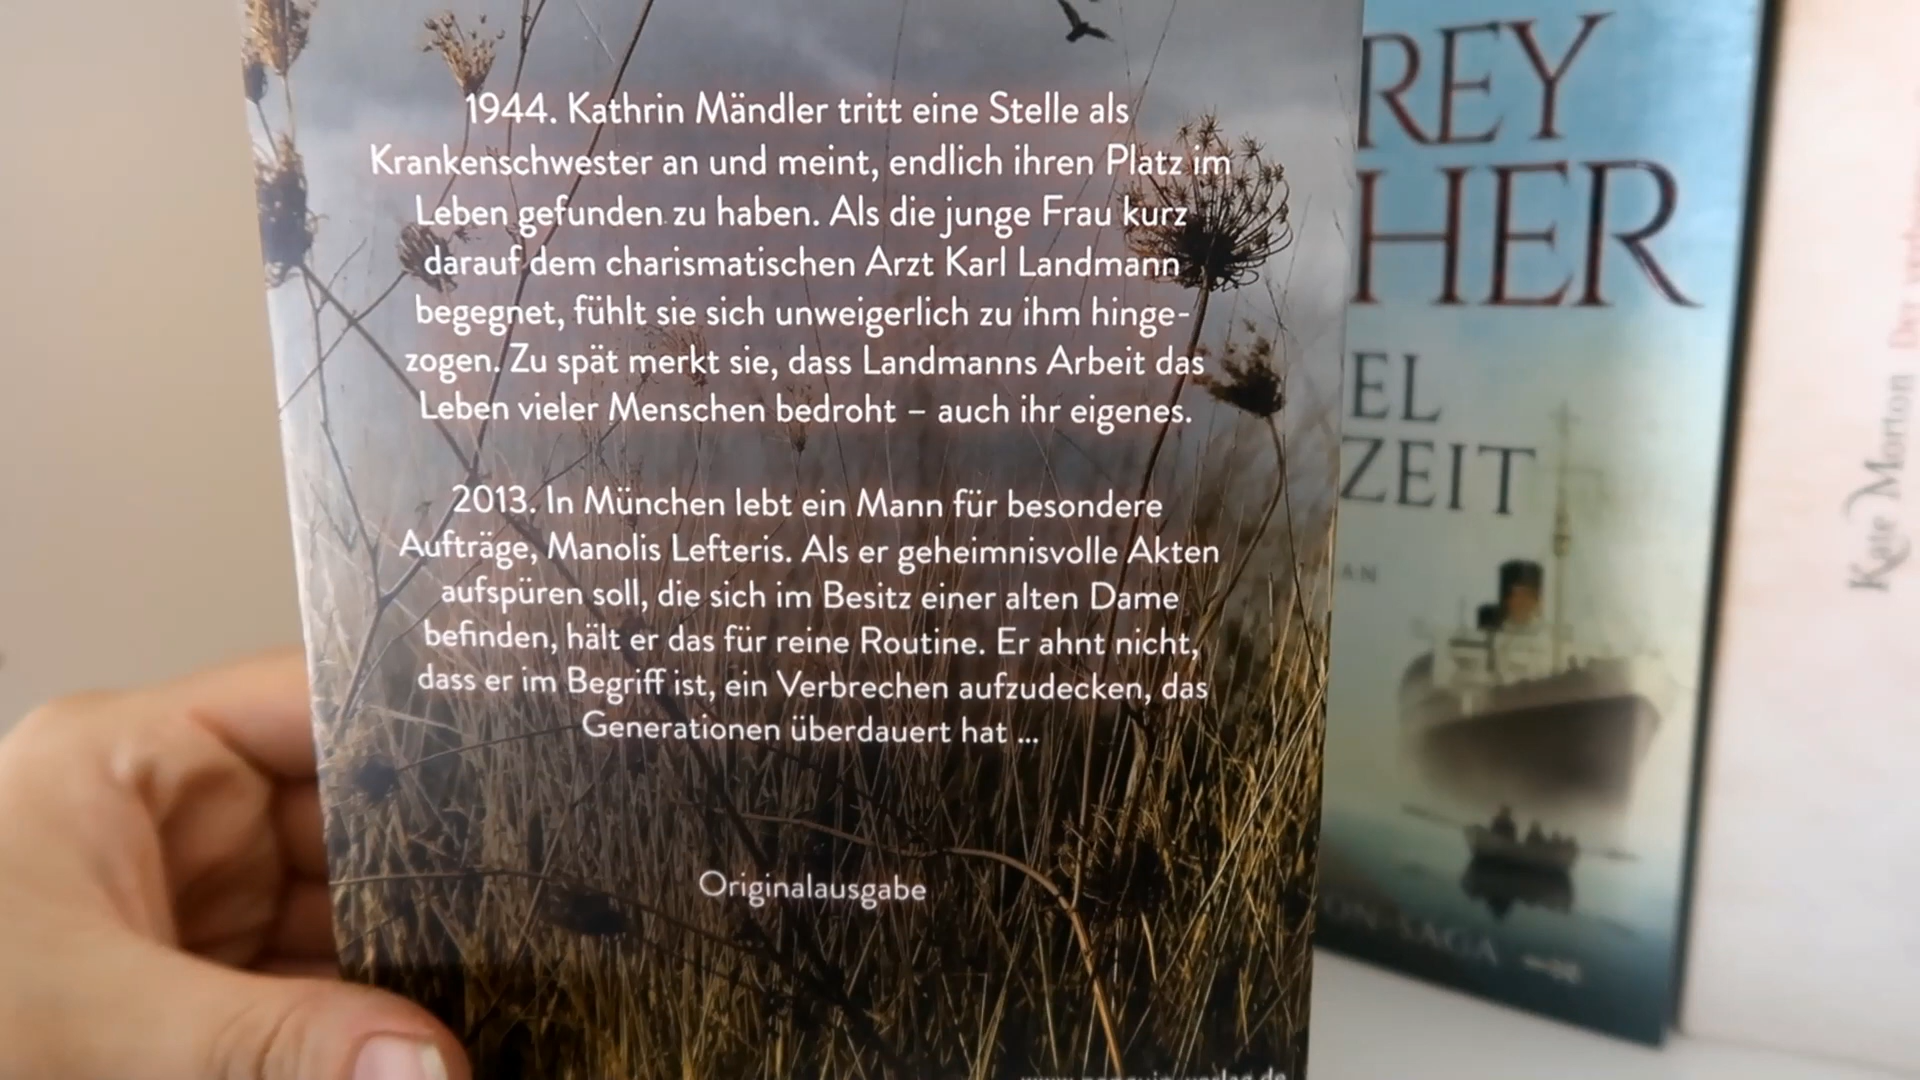 1944. Kathrin Mändler tritt eine Stelle als
Krankenschwester an und meint, endlich ihren Platz im
Leben gefunden zu haben. Als die junge Frau kurz
darauf dem charismatischen Arzt Karl Landmann
begegnet, fühlt sie sich unweigerlich zu ihm hinge-
zogen. Zu spät merkt sie, dass Landmanns Arbeit das
Leben vieler Menschen bedroht – auch ihr eigenes.
2013. In München lebt ein Mann für besondere
Aufträge, Manolis Lefteris. Als er geheimnisvolle Akten
aufspüren soll, die sich im Besitz einer alten Dame
befinden, hält er das für reine Routine. Er ahnt nicht,
dass er im Begriff ist, ein Verbrechen aufzudecken, das
Generationen überdauert hat ...
Originalausgabe
REY
HER
EL
ZEIT
AN
ON-SAGA
Kate Morton Der